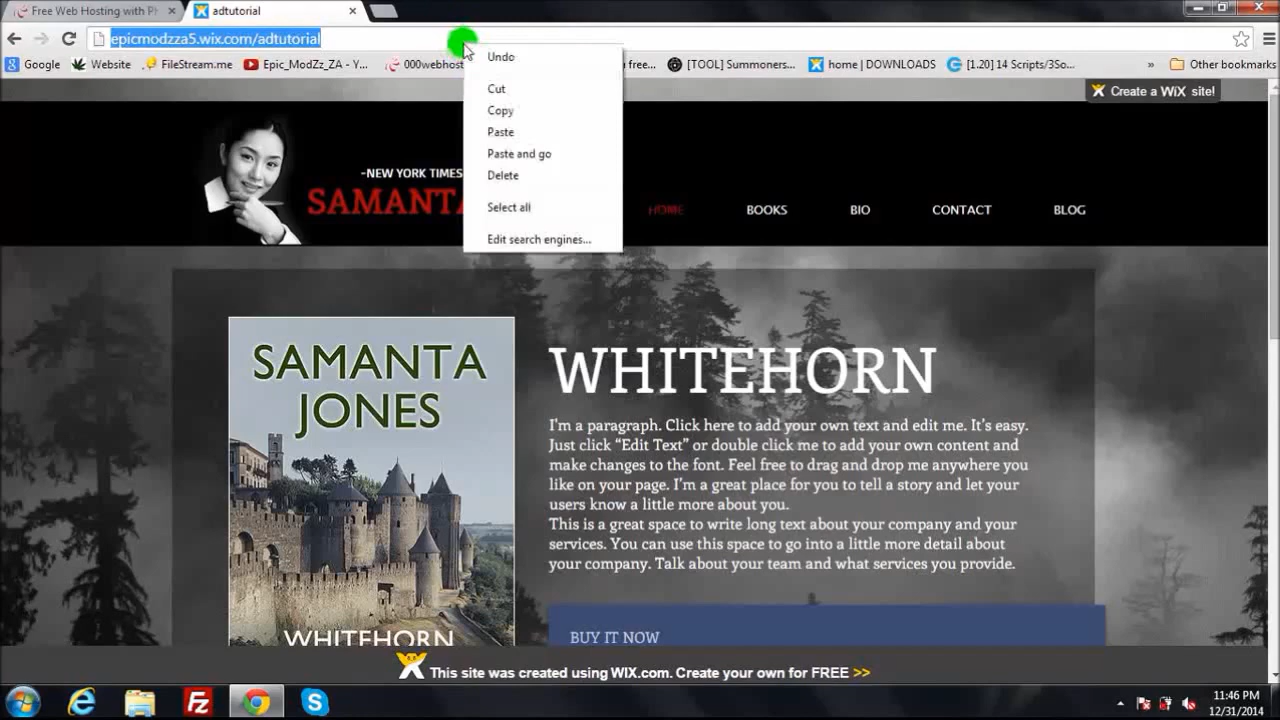 Free Web Hosting with PH
adtutorial
epicmodzza5.wix.com/adtutorial
Google
Website
FileStream.me
Epic_ModZz_ZA - Y...
000webhost
free...
[TOOL] Summoners...
home | DOWNLOADS
[1.20] 14 Scripts/3So...
»
Other bookmarks
Undo
Cut
Copy
Paste
Paste and go
Delete
Select all
Edit search engines...
Create a WiX site!
-NEW YORK TIMES
SAMANTA
HOME
BOOKS
BIO
CONTACT
BLOG
SAMANTA
JONES
WHITEHORN
WHITEHORN
I'm a paragraph. Click here to add your own text and edit me. It's easy.
Just click “Edit Text” or double click me to add your own content and
make changes to the font. Feel free to drag and drop me anywhere you
like on your page. I'm a great place for you to tell a story and let your
users know a little more about you.
This is a great space to write long text about your company and your
services. You can use this space to go into a little more detail about
your company. Talk about your team and what services you provide.
BUY IT NOW
This site was created using WIX.com. Create your own for FREE >>
11:46 PM
12/31/2014